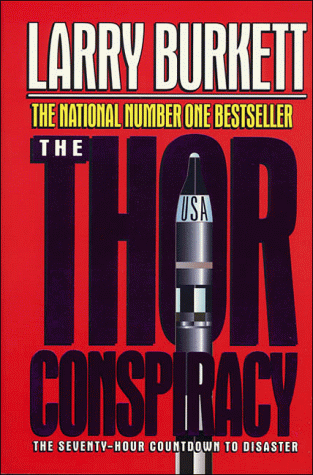 LARRY BURKETT
THE NATIONAL NUMBER ONE BESTSELLER
THE
THOR
USA
CONSPIRACY
THE SEVENTY-HOUR COUNTDOWN TO DISASTER